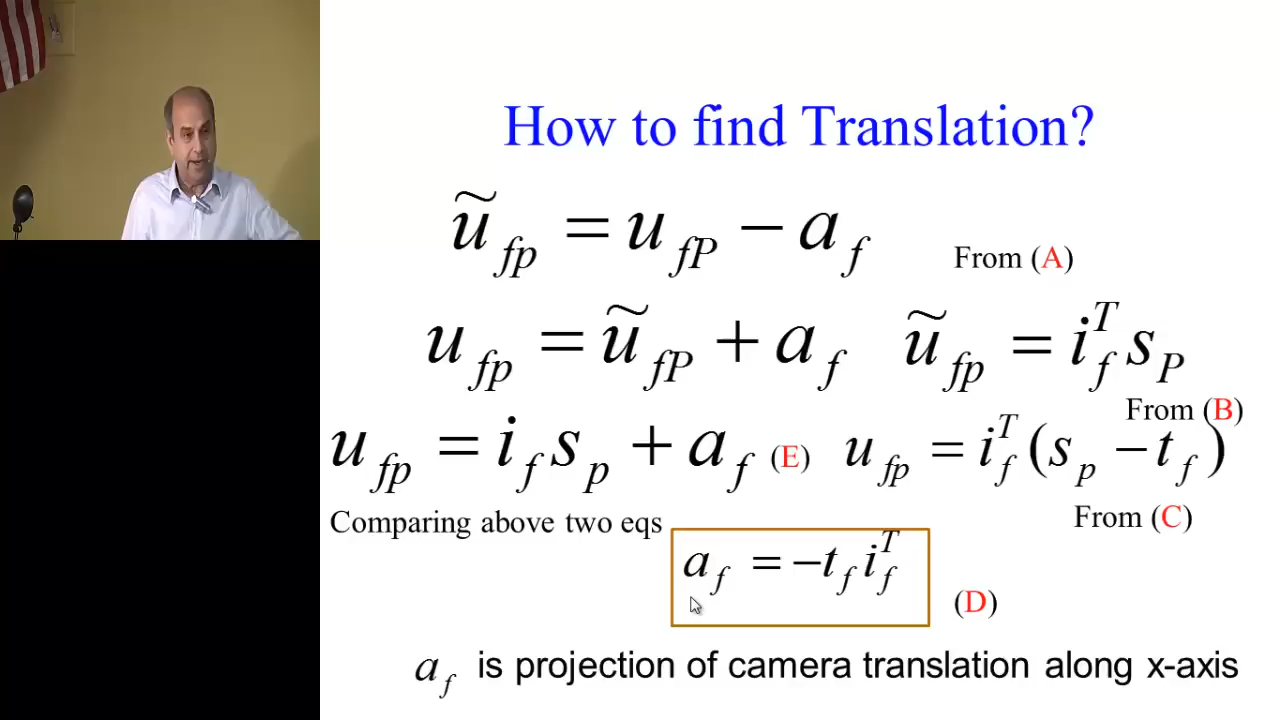 How to find Translation?
ũ_fp = u_fP − a_f From (A)
u_fp = ũ_fP + a_f ũ_fp = i_f^T s_P
From (B)
u_fp = i_f s_p + a_f (E) u_fp = i_f^T (s_p − t_f)
Comparing above two eqs From (C)
a_f = −t_f i_f^T (D)
a_f is projection of camera translation along x-axis